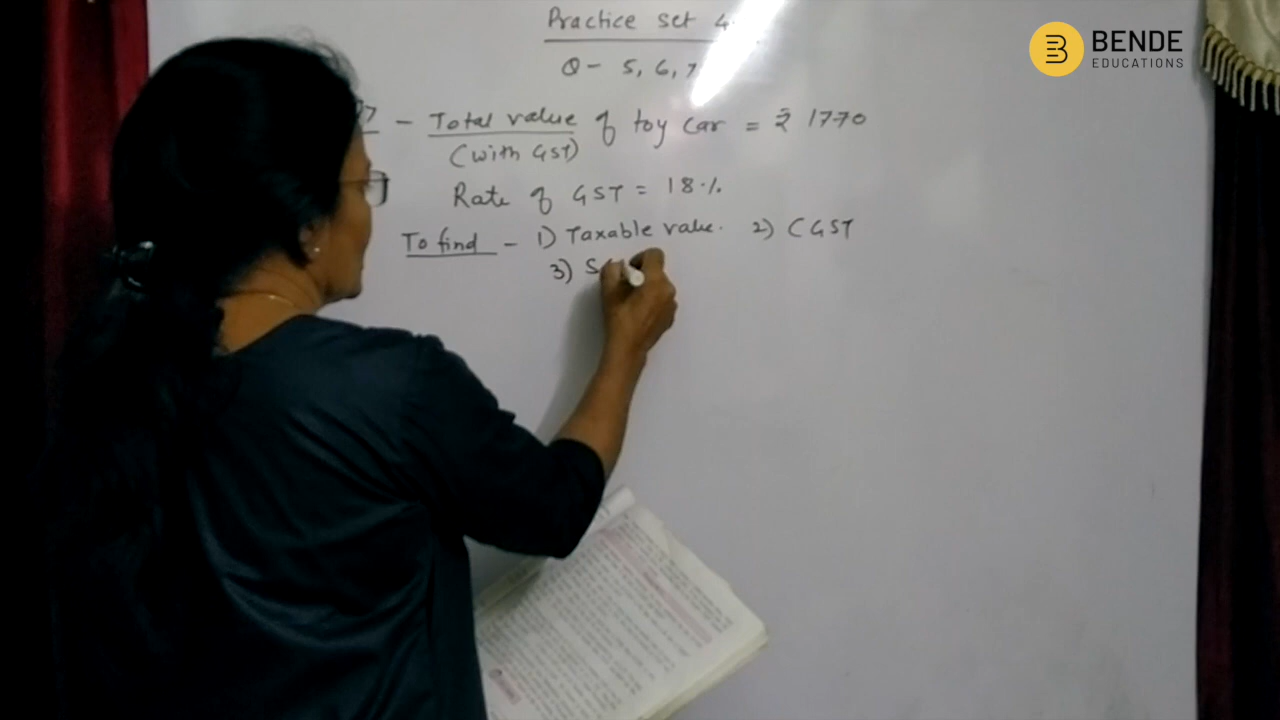 Practice set 4.
BENDE
EDUCATIONS
Q- 5, 6, 7
7 - Total value of toy car = ₹ 1770
(with GST)
Rate of GST = 18%
To find - 1) Taxable value. 2) CGST
3) S